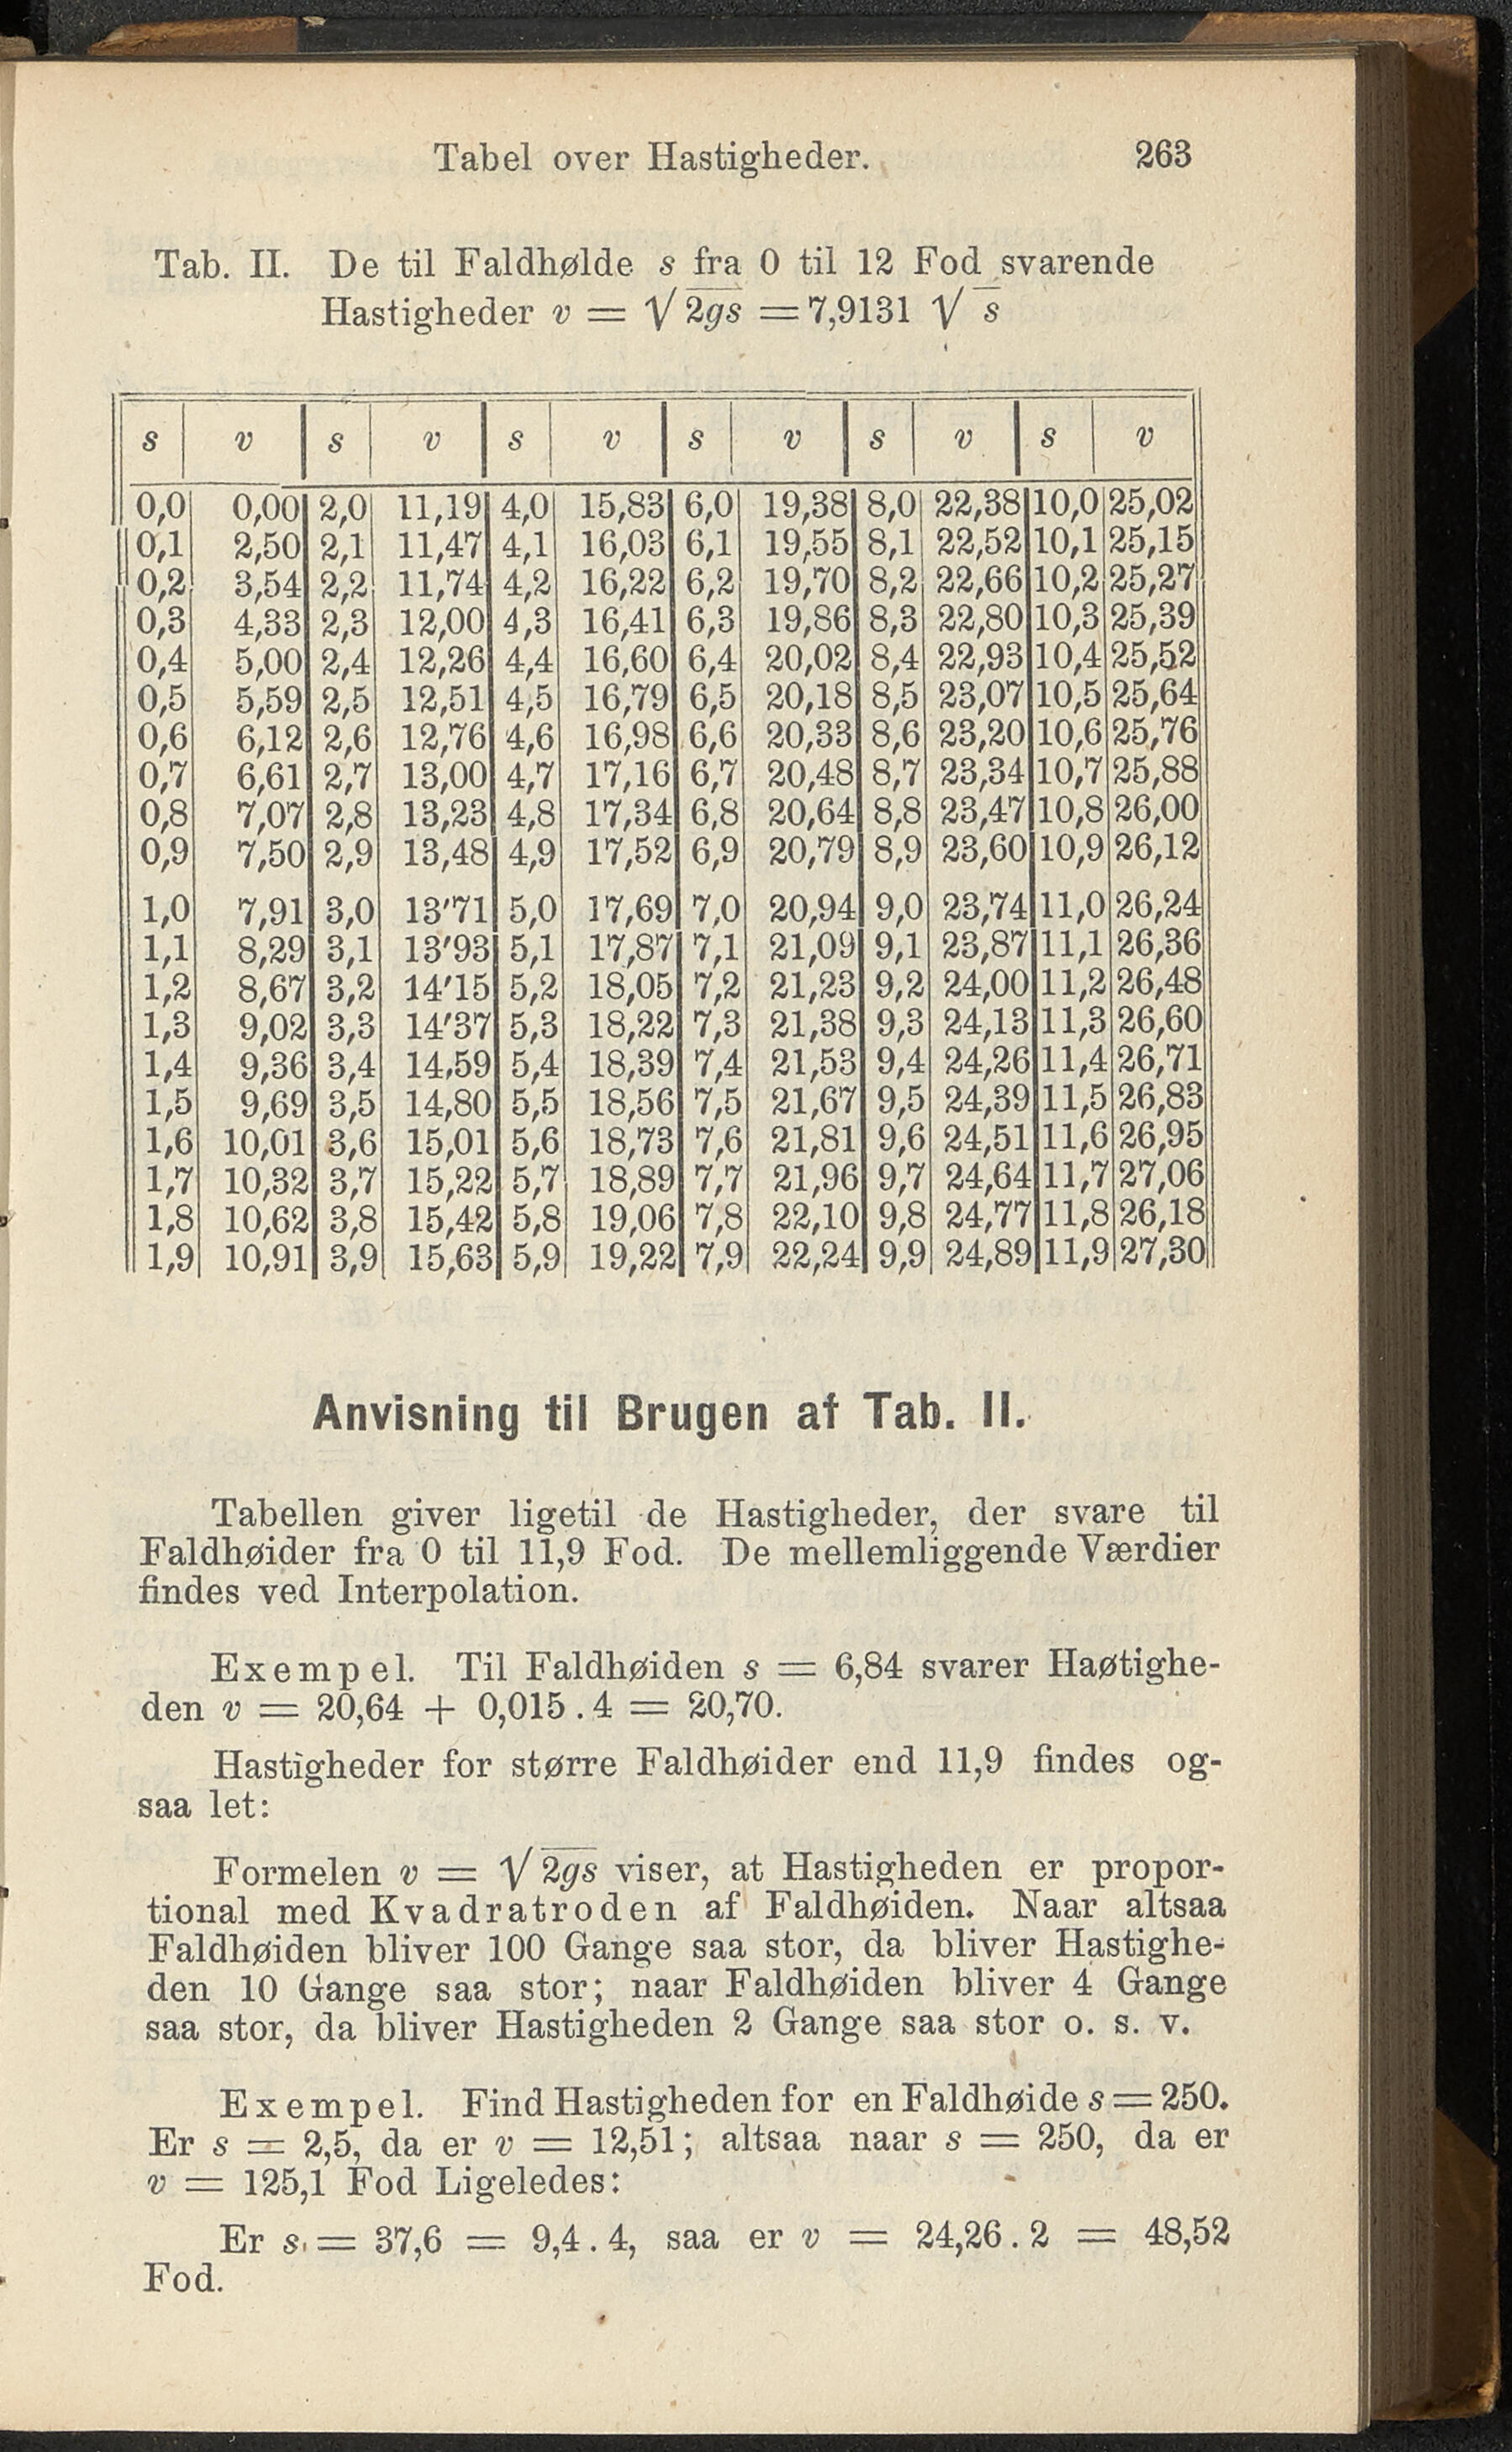 Tabel over Hastigheder. 263
Tab. II. De til Faldhølde s fra 0 til 12 Fod svarende
Hastigheder v = √2gs = 7,9131 √s
s v s v s v s v s v s v
0,0 0,00 2,0 11,19 4,0 15,83 6,0 19,38 8,0 22,38 10,0 25,02
0,1 2,50 2,1 11,47 4,1 16,03 6,1 19,55 8,1 22,52 10,1 25,15
0,2 3,54 2,2 11,74 4,2 16,22 6,2 19,70 8,2 22,66 10,2 25,27
0,3 4,33 2,3 12,00 4,3 16,41 6,3 19,86 8,3 22,80 10,3 25,39
0,4 5,00 2,4 12,26 4,4 16,60 6,4 20,02 8,4 22,93 10,4 25,52
0,5 5,59 2,5 12,51 4,5 16,79 6,5 20,18 8,5 23,07 10,5 25,64
0,6 6,12 2,6 12,76 4,6 16,98 6,6 20,33 8,6 23,20 10,6 25,76
0,7 6,61 2,7 13,00 4,7 17,16 6,7 20,48 8,7 23,34 10,7 25,88
0,8 7,07 2,8 13,23 4,8 17,34 6,8 20,64 8,8 23,47 10,8 26,00
0,9 7,50 2,9 13,48 4,9 17,52 6,9 20,79 8,9 23,60 10,9 26,12
1,0 7,91 3,0 13'71 5,0 17,69 7,0 20,94 9,0 23,74 11,0 26,24
1,1 8,29 3,1 13'93 5,1 17,87 7,1 21,09 9,1 23,87 11,1 26,36
1,2 8,67 3,2 14'15 5,2 18,05 7,2 21,23 9,2 24,00 11,2 26,48
1,3 9,02 3,3 14'37 5,3 18,22 7,3 21,38 9,3 24,13 11,3 26,60
1,4 9,36 3,4 14,59 5,4 18,39 7,4 21,53 9,4 24,26 11,4 26,71
1,5 9,69 3,5 14,80 5,5 18,56 7,5 21,67 9,5 24,39 11,5 26,83
1,6 10,01 3,6 15,01 5,6 18,73 7,6 21,81 9,6 24,51 11,6 26,95
1,7 10,32 3,7 15,22 5,7 18,89 7,7 21,96 9,7 24,64 11,7 27,06
1,8 10,62 3,8 15,42 5,8 19,06 7,8 22,10 9,8 24,77 11,8 26,18
1,9 10,91 3,9 15,63 5,9 19,22 7,9 22,24 9,9 24,89 11,9 27,30
Anvisning til Brugen af Tab. II.
Tabellen giver ligetil de Hastigheder, der svare til
Faldhøider fra 0 til 11,9 Fod. De mellemliggende Værdier
findes ved Interpolation.
Exempel. Til Faldhøiden s = 6,84 svarer Haøtighe-
den v = 20,64 + 0,015 . 4 = 20,70.
Hastigheder for større Faldhøider end 11,9 findes og-
saa let:
Formelen v = √2gs viser, at Hastigheden er propor-
tional med Kvadratroden af Faldhøiden. Naar altsaa
Faldhøiden bliver 100 Gange saa stor, da bliver Hastighe-
den 10 Gange saa stor; naar Faldhøiden bliver 4 Gange
saa stor, da bliver Hastigheden 2 Gange saa stor o. s. v.
Exempel. Find Hastigheden for en Faldhøide s = 250.
Er s = 2,5, da er v = 12,51; altsaa naar s = 250, da er
v = 125,1 Fod Ligeledes:
Er s = 37,6 = 9,4 . 4, saa er v = 24,26 . 2 = 48,52
Fod.